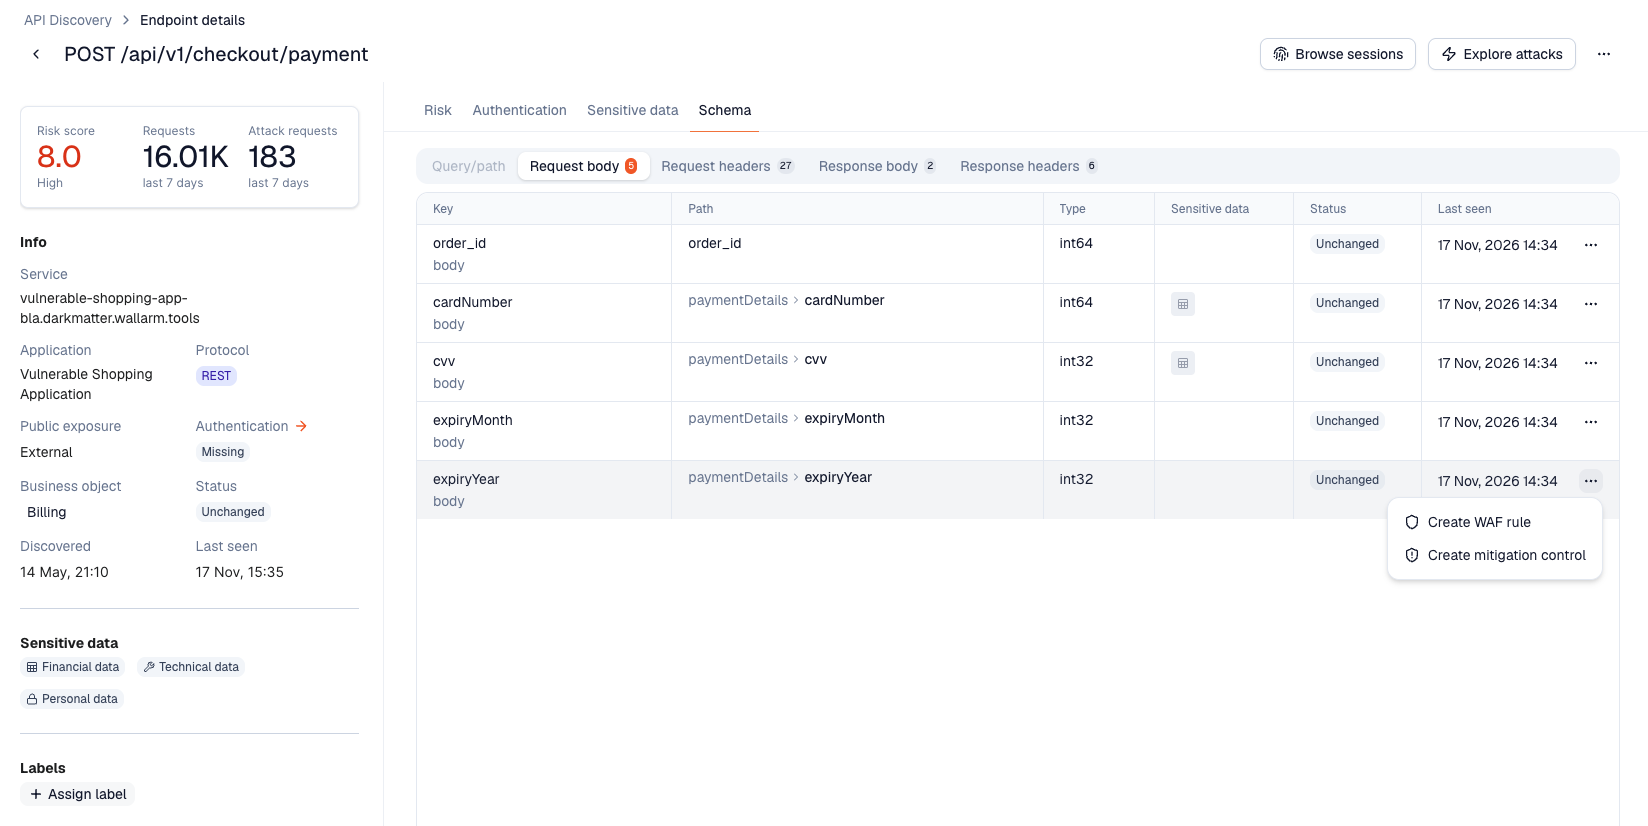 API Discovery > Endpoint details
POST /api/v1/checkout/payment
Browse sessions
Explore attacks
Risk score
8.0
High
Requests
16.01K
last 7 days
Attack requests
183
last 7 days
Info
Service
vulnerable-shopping-app-
bla.darkmatter.wallarm.tools
Application
Vulnerable Shopping
Application
Protocol
REST
Public exposure
External
Authentication →
Missing
Business object
Billing
Status
Unchanged
Discovered
14 May, 21:10
Last seen
17 Nov, 15:35
Sensitive data
Financial data
Technical data
Personal data
Labels
+ Assign label
Risk
Authentication
Sensitive data
Schema
Query/path
Request body 5
Request headers 27
Response body 2
Response headers 6
Key Path Type Sensitive data Status Last seen
order_id order_id int64 Unchanged 17 Nov, 2026 14:34
body
cardNumber paymentDetails > cardNumber int64 Unchanged 17 Nov, 2026 14:34
body
cvv paymentDetails > cvv int32 Unchanged 17 Nov, 2026 14:34
body
expiryMonth paymentDetails > expiryMonth int32 Unchanged 17 Nov, 2026 14:34
body
expiryYear paymentDetails > expiryYear int32 Unchanged 17 Nov, 2026 14:34
body
Create WAF rule
Create mitigation control